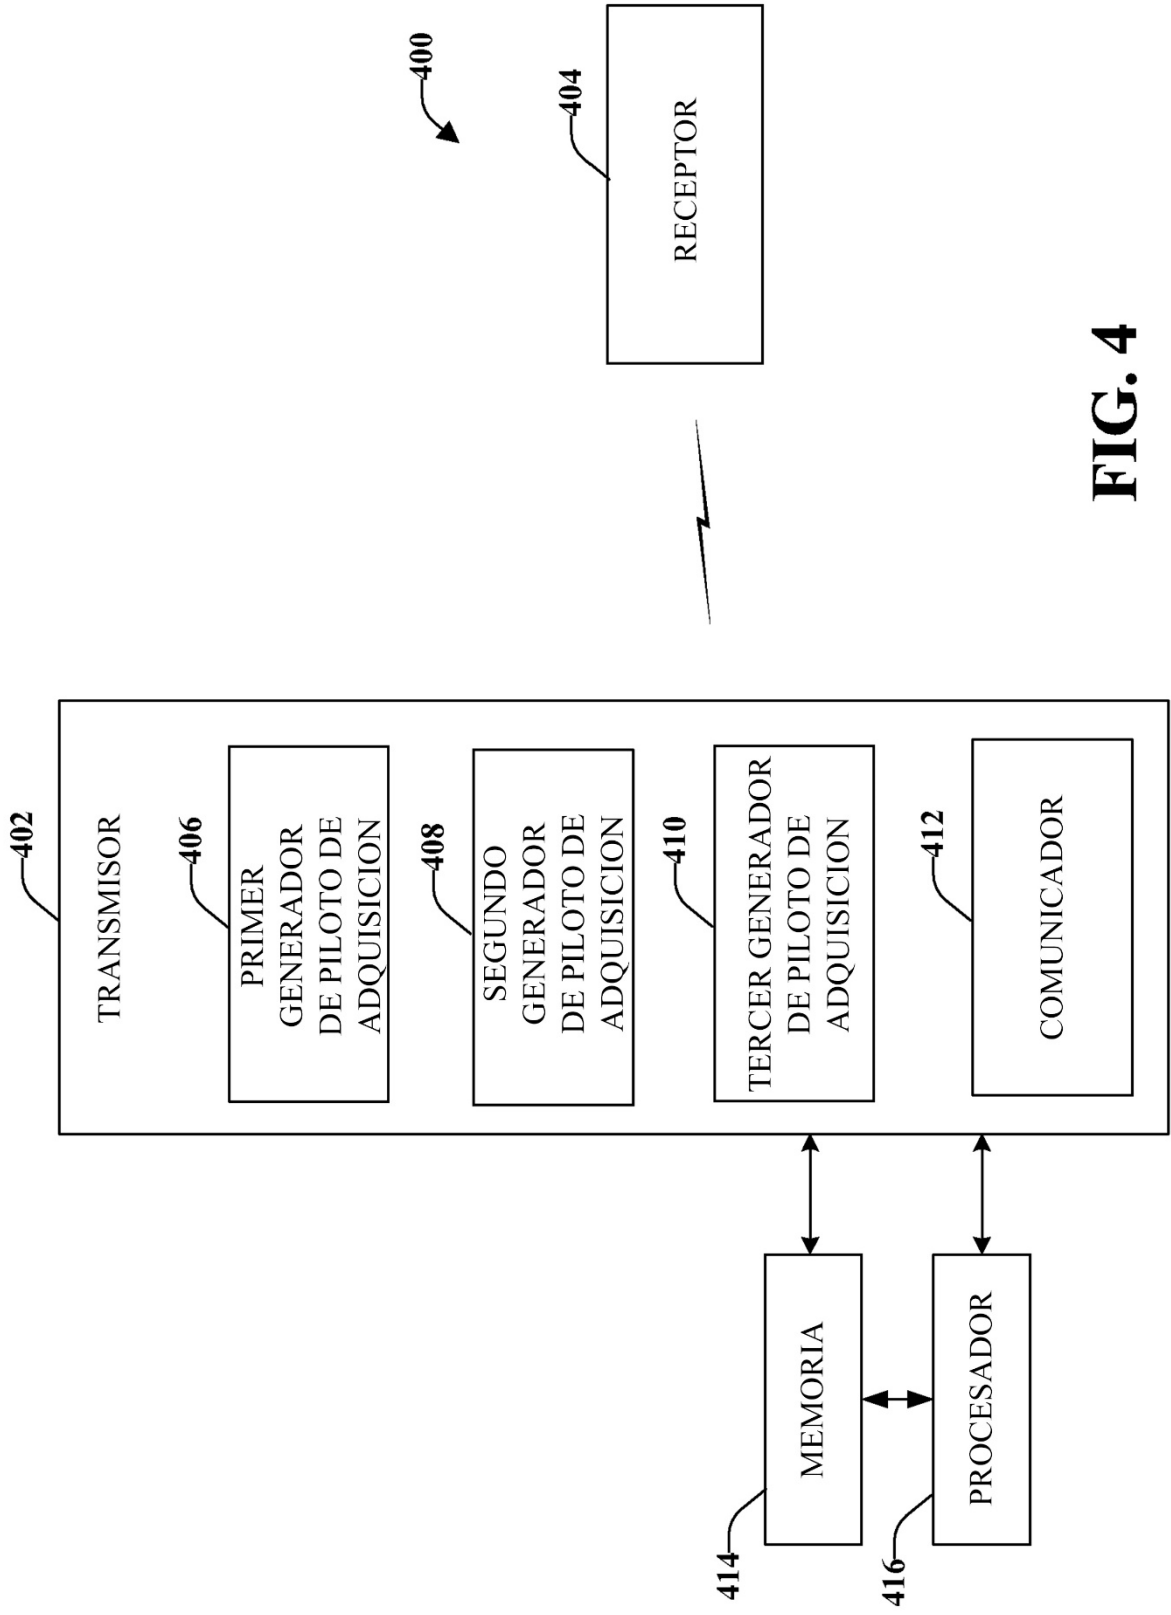 400
402
TRANSMISOR
406
PRIMER
GENERADOR
DE PILOTO DE
ADQUISICION
408
SEGUNDO
GENERADOR
DE PILOTO DE
ADQUISICION
410
TERCER GENERADOR
DE PILOTO DE
ADQUISICION
412
COMUNICADOR
404
RECEPTOR
414
MEMORIA
416
PROCESADOR
FIG. 4